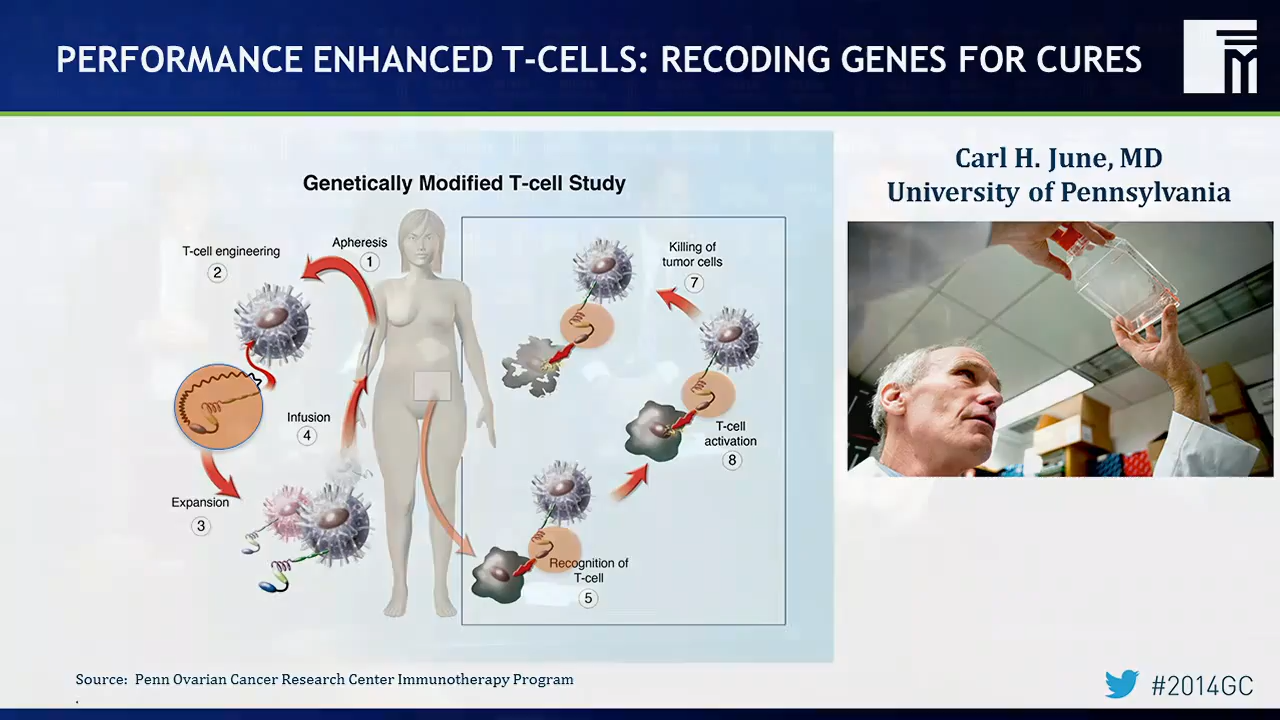 PERFORMANCE ENHANCED T-CELLS: RECODING GENES FOR CURES
FM
Carl H. June, MD
University of Pennsylvania
Genetically Modified T-cell Study
Apheresis
1
T-cell engineering
2
Killing of
tumor cells
7
Infusion
4
T-cell
activation
8
Expansion
3
Recognition of
T-cell
5
Source: Penn Ovarian Cancer Research Center Immunotherapy Program
.
#2014GC